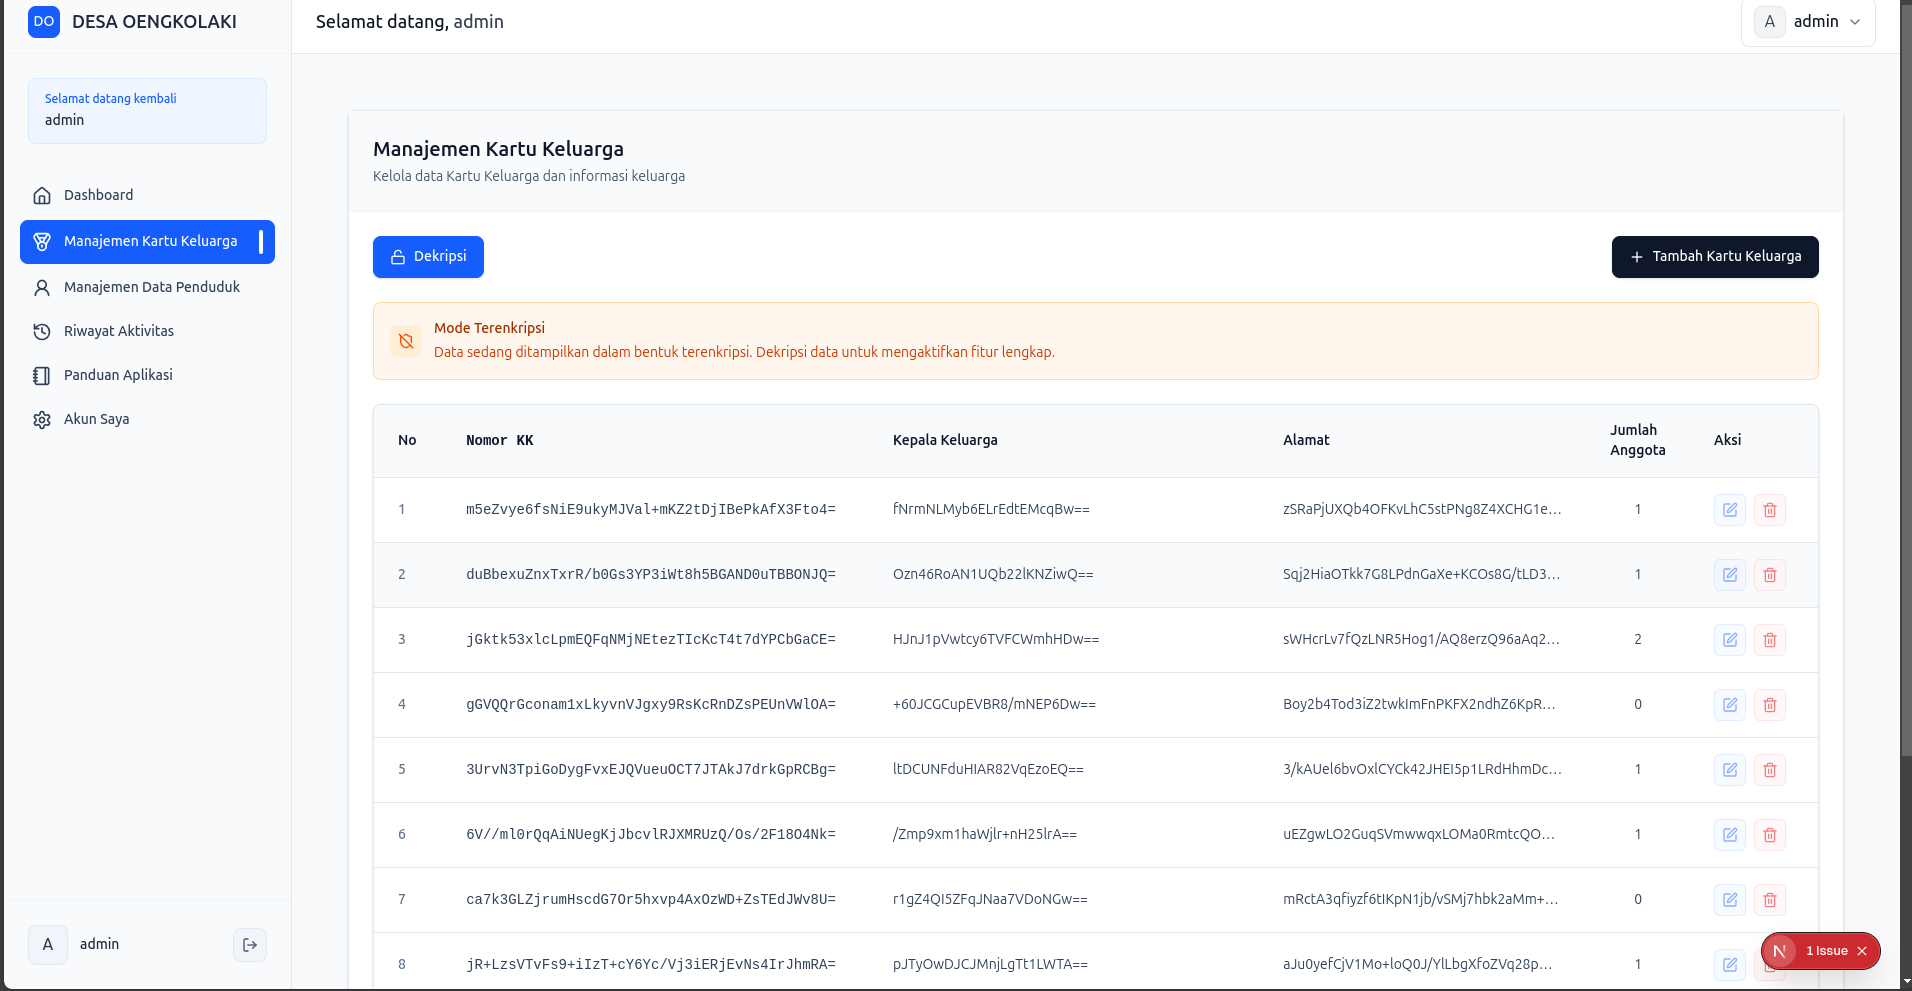 DO DESA OENGKOLAKI
Selamat datang, admin
A admin
Selamat datang kembali
admin
Dashboard
Manajemen Kartu Keluarga
Manajemen Data Penduduk
Riwayat Aktivitas
Panduan Aplikasi
Akun Saya
A admin
Manajemen Kartu Keluarga
Kelola data Kartu Keluarga dan informasi keluarga
Dekripsi
Tambah Kartu Keluarga
Mode Terenkripsi
Data sedang ditampilkan dalam bentuk terenkripsi. Dekripsi data untuk mengaktifkan fitur lengkap.
No Nomor KK Kepala Keluarga Alamat Jumlah Anggota Aksi
1 m5eZvye6fsNiE9ukyMJVal+mKZ2tDjIBePkAfX3Fto4= fNrmNLMyb6ELrEdtEMcqBw== zSRaPjUXQb4OFKvLhC5stPNg8Z4XCHG1e... 1
2 duBbexuZnxTxrR/b0Gs3YP3iWt8h5BGAND0uTBBONJQ= Ozn46RoAN1UQb22lKNZiwQ== Sqj2HiaOTkk7G8LPdnGaXe+KCOs8G/tLD3... 1
3 jGktk53xlcLpmEQFqNMjNEtezTIcKcT4t7dYPCbGaCE= HJnJ1pVwtcy6TVFCWmhHDw== sWHcrLv7fQzLNR5Hog1/AQ8erzQ96aAq2... 2
4 gGVQQrGconam1xLkyvnVJgxy9RsKcRnDZsPEUnVWlOA= +60JCGCupEVBR8/mNEP6Dw== Boy2b4Tod3iZ2twkImFnPKFX2ndhZ6KpR... 0
5 3UrvN3TpiGoDygFvxEJQVueuOCT7JTAkJ7drkGpRCBg= ltDCUNFduHIAR82VqEzoEQ== 3/kAUel6bvOxlCYCk42JHEI5p1LRdHhmDc... 1
6 6V//ml0rQqAiNUegKjJbcvlRJXMRUzQ/Os/2F18O4Nk= /Zmp9xm1haWjlr+nH25lrA== uEZgwLO2GuqSVmwwqxLOMa0RmtcQO... 1
7 ca7k3GLZjrumHscdG7Or5hxvp4AxOzWD+ZsTEdJWv8U= r1gZ4QI5ZFqJNaa7VDoNGw== mRctA3qfiyzf6tIKpN1jb/vSMj7hbk2aMm+... 0
8 jR+LzsVTvFs9+iIzT+cY6Yc/Vj3iERjEvNs4IrJhmRA= pJTyOwDJCJMnjLgTt1LWTA== aJu0yefCjV1Mo+loQ0J/YlLbgXfoZVq28p... 1
N 1 Issue